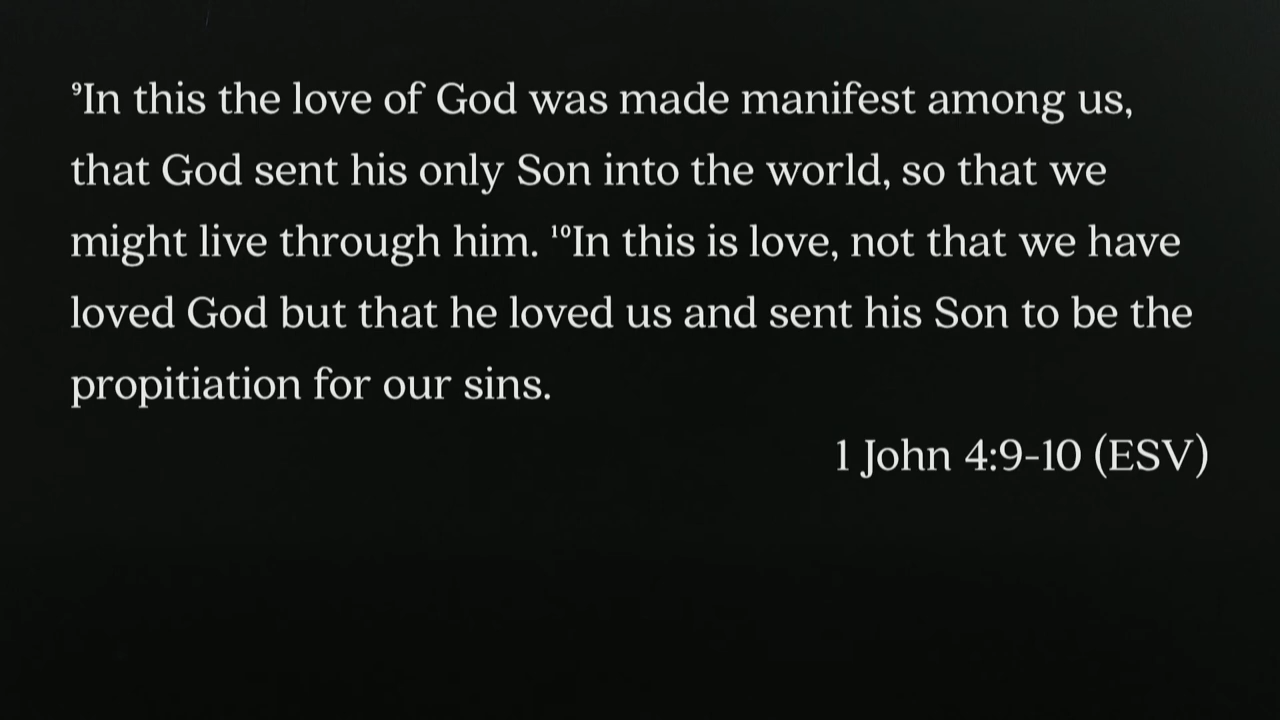 ⁹In this the love of God was made manifest among us,
that God sent his only Son into the world, so that we
might live through him. ¹⁰In this is love, not that we have
loved God but that he loved us and sent his Son to be the
propitiation for our sins.
1 John 4:9-10 (ESV)